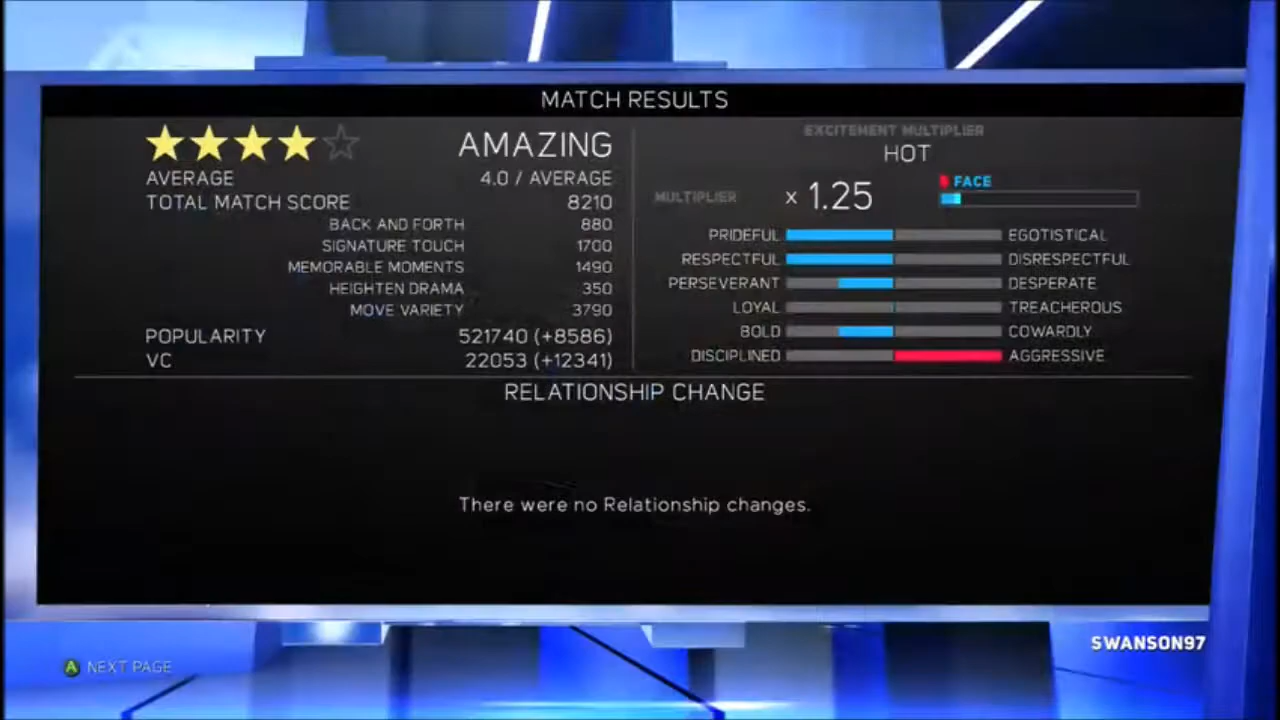 MATCH RESULTS
AMAZING
AVERAGE 4.0 / AVERAGE
TOTAL MATCH SCORE 8210
BACK AND FORTH 880
SIGNATURE TOUCH 1700
MEMORABLE MOMENTS 1490
HEIGHTEN DRAMA 350
MOVE VARIETY 3790
POPULARITY 521740 (+8586)
VC 22053 (+12341)
EXCITEMENT MULTIPLIER
HOT
MULTIPLIER x 1.25 FACE
PRIDEFUL EGOTISTICAL
RESPECTFUL DISRESPECTFUL
PERSEVERANT DESPERATE
LOYAL TREACHEROUS
BOLD COWARDLY
DISCIPLINED AGGRESSIVE
RELATIONSHIP CHANGE
There were no Relationship changes.
SWANSON97
A NEXT PAGE